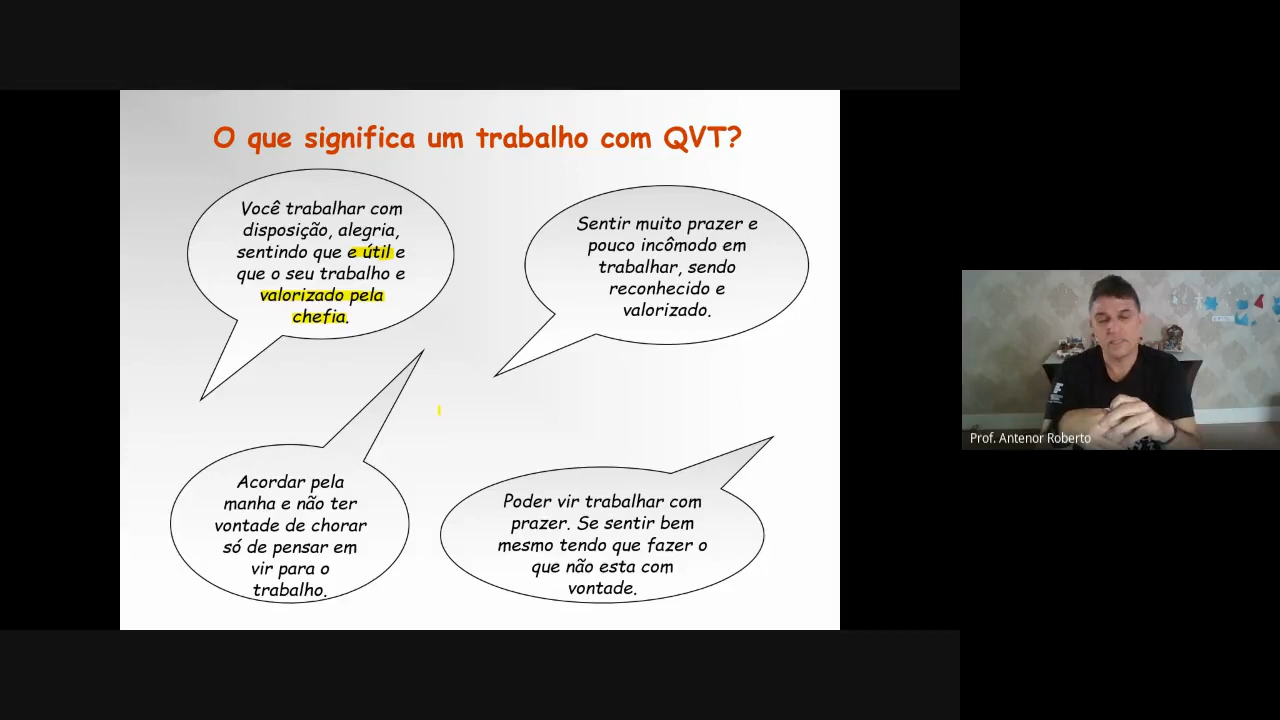 O que significa um trabalho com QVT?
Você trabalhar com
disposição, alegria,
sentindo que e útil e
que o seu trabalho e
valorizado pela
chefia.
Sentir muito prazer e
pouco incômodo em
trabalhar, sendo
reconhecido e
valorizado.
Acordar pela
manha e não ter
vontade de chorar
só de pensar em
vir para o
trabalho.
Poder vir trabalhar com
prazer. Se sentir bem
mesmo tendo que fazer o
que não esta com
vontade.
Prof. Antenor Roberto